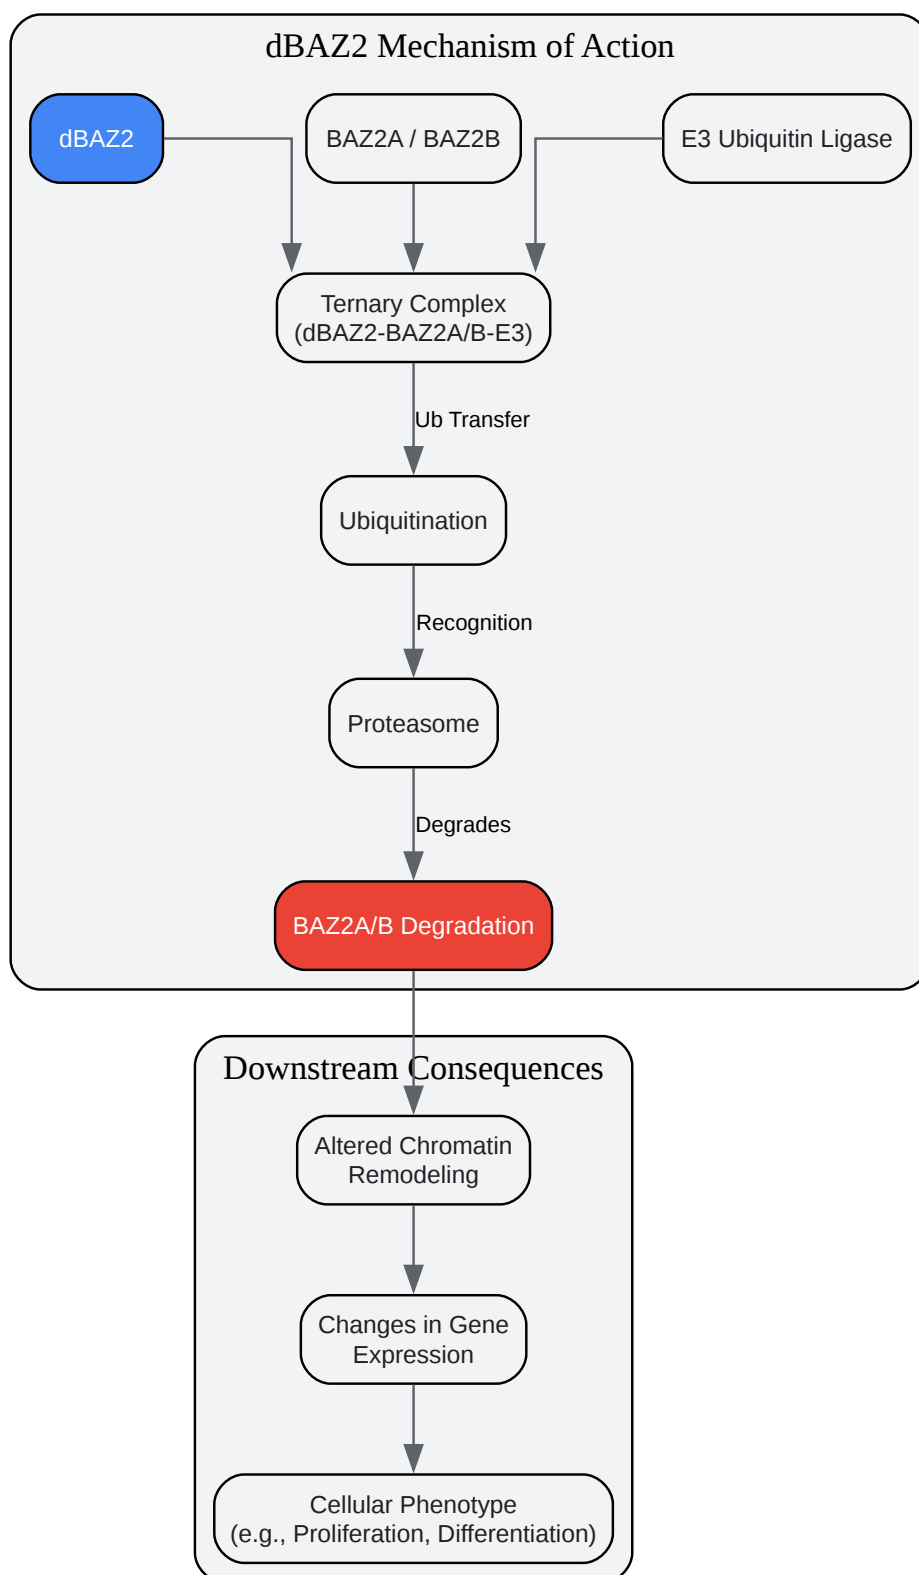 dBAZ2 Mechanism of Action
dBAZ2
BAZ2A / BAZ2B
E3 Ubiquitin Ligase
Ternary Complex
(dBAZ2-BAZ2A/B-E3)
Ub Transfer
Ubiquitination
Recognition
Proteasome
Degrades
BAZ2A/B Degradation
Downstream Consequences
Altered Chromatin
Remodeling
Changes in Gene
Expression
Cellular Phenotype
(e.g., Proliferation, Differentiation)